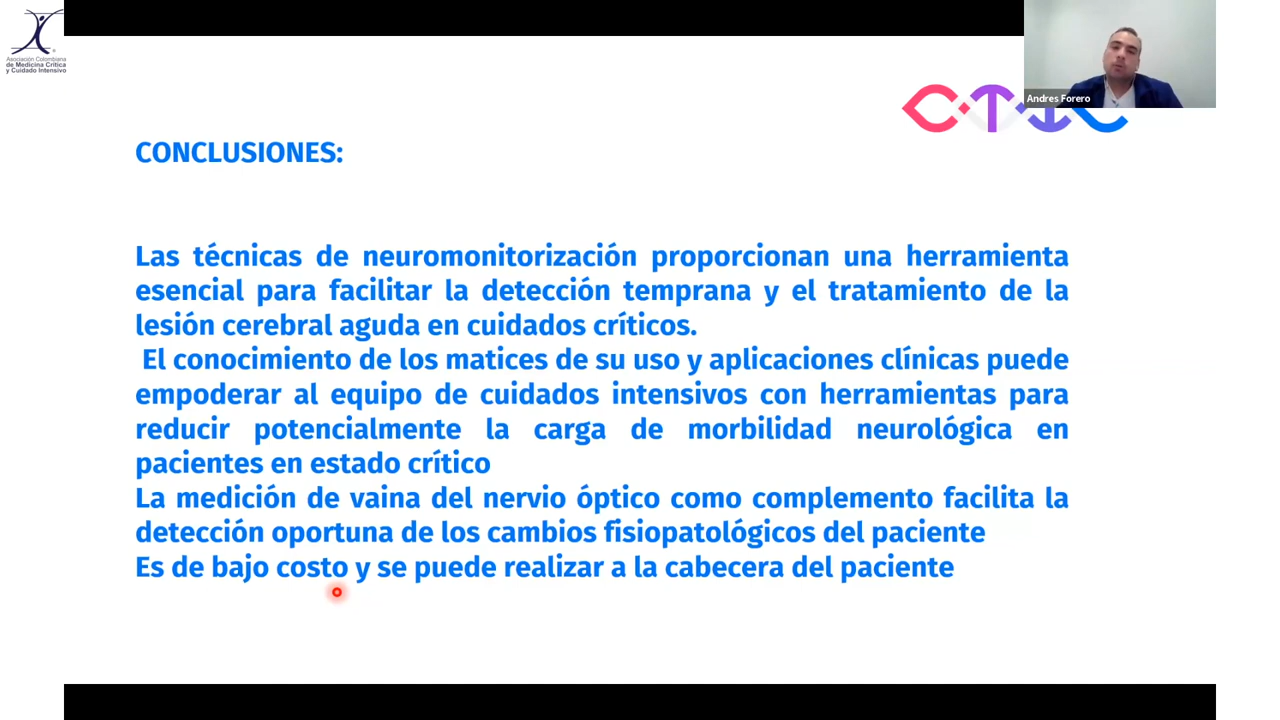 Asociación Colombiana
de Medicina Crítica
y Cuidado Intensivo
Andres Forero
CTIC
CONCLUSIONES:
Las técnicas de neuromonitorización proporcionan una herramienta
esencial para facilitar la detección temprana y el tratamiento de la
lesión cerebral aguda en cuidados críticos.
El conocimiento de los matices de su uso y aplicaciones clínicas puede
empoderar al equipo de cuidados intensivos con herramientas para
reducir potencialmente la carga de morbilidad neurológica en
pacientes en estado crítico
La medición de vaina del nervio óptico como complemento facilita la
detección oportuna de los cambios fisiopatológicos del paciente
Es de bajo costo y se puede realizar a la cabecera del paciente